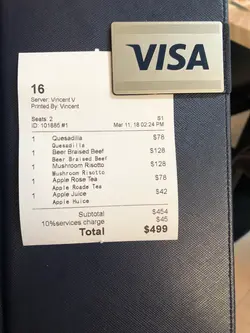 VISA
16
Server: Vincent V
Printed By: Vincent
Seats 2 S1
ID: 101885 #1 Mar 11, 18 02:24 PM
1 Quesadilla $78
Quesadilla
1 Beer Braised Beef $128
Beer Braised Beef
1 Mushroom Risotto $128
Mushroom Risotto
1 Apple Rose Tea $78
Apple Roade Tea
1 Apple Juice $42
Apple Huice
Subtotal $454
10%services charge $45
Total $499